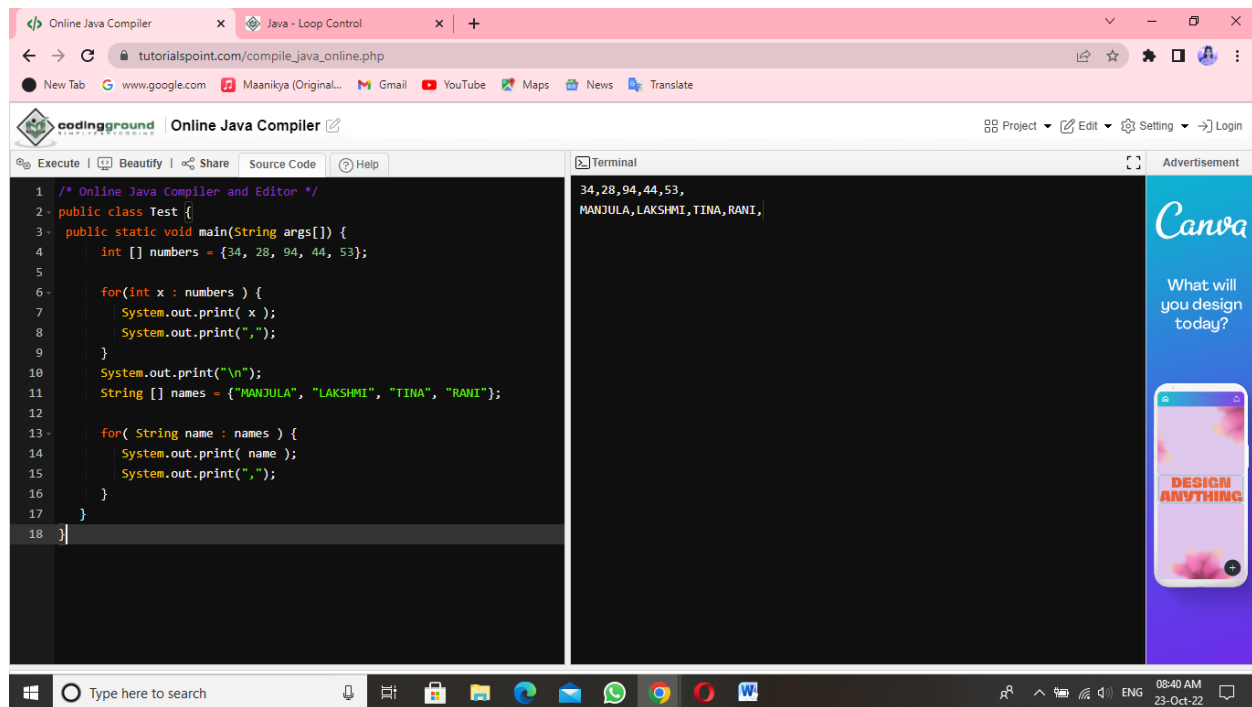 Online Java Compiler
Java - Loop Control
tutorialspoint.com/compile_java_online.php
New Tab www.google.com Maanikya (Original... Gmail YouTube Maps News Translate
codingground Online Java Compiler Project Edit Setting Login
SIMPLYEASYCODING
Execute | Beautify | Share Source Code Help
Terminal
Advertisement
1 /* Online Java Compiler and Editor */
2 public class Test {
3 public static void main(String args[]) {
4 int [] numbers = {34, 28, 94, 44, 53};
5
6 for(int x : numbers ) {
7 System.out.print( x );
8 System.out.print(",");
9 }
10 System.out.print("\n");
11 String [] names = {"MANJULA", "LAKSHMI", "TINA", "RANI"};
12
13 for( String name : names ) {
14 System.out.print( name );
15 System.out.print(",");
16 }
17 }
18 }
34,28,94,44,53,
MANJULA,LAKSHMI,TINA,RANI,
Canva
What will
you design
today?
DESIGN
ANYTHING
Type here to search
W
ENG
08:40 AM
23-Oct-22